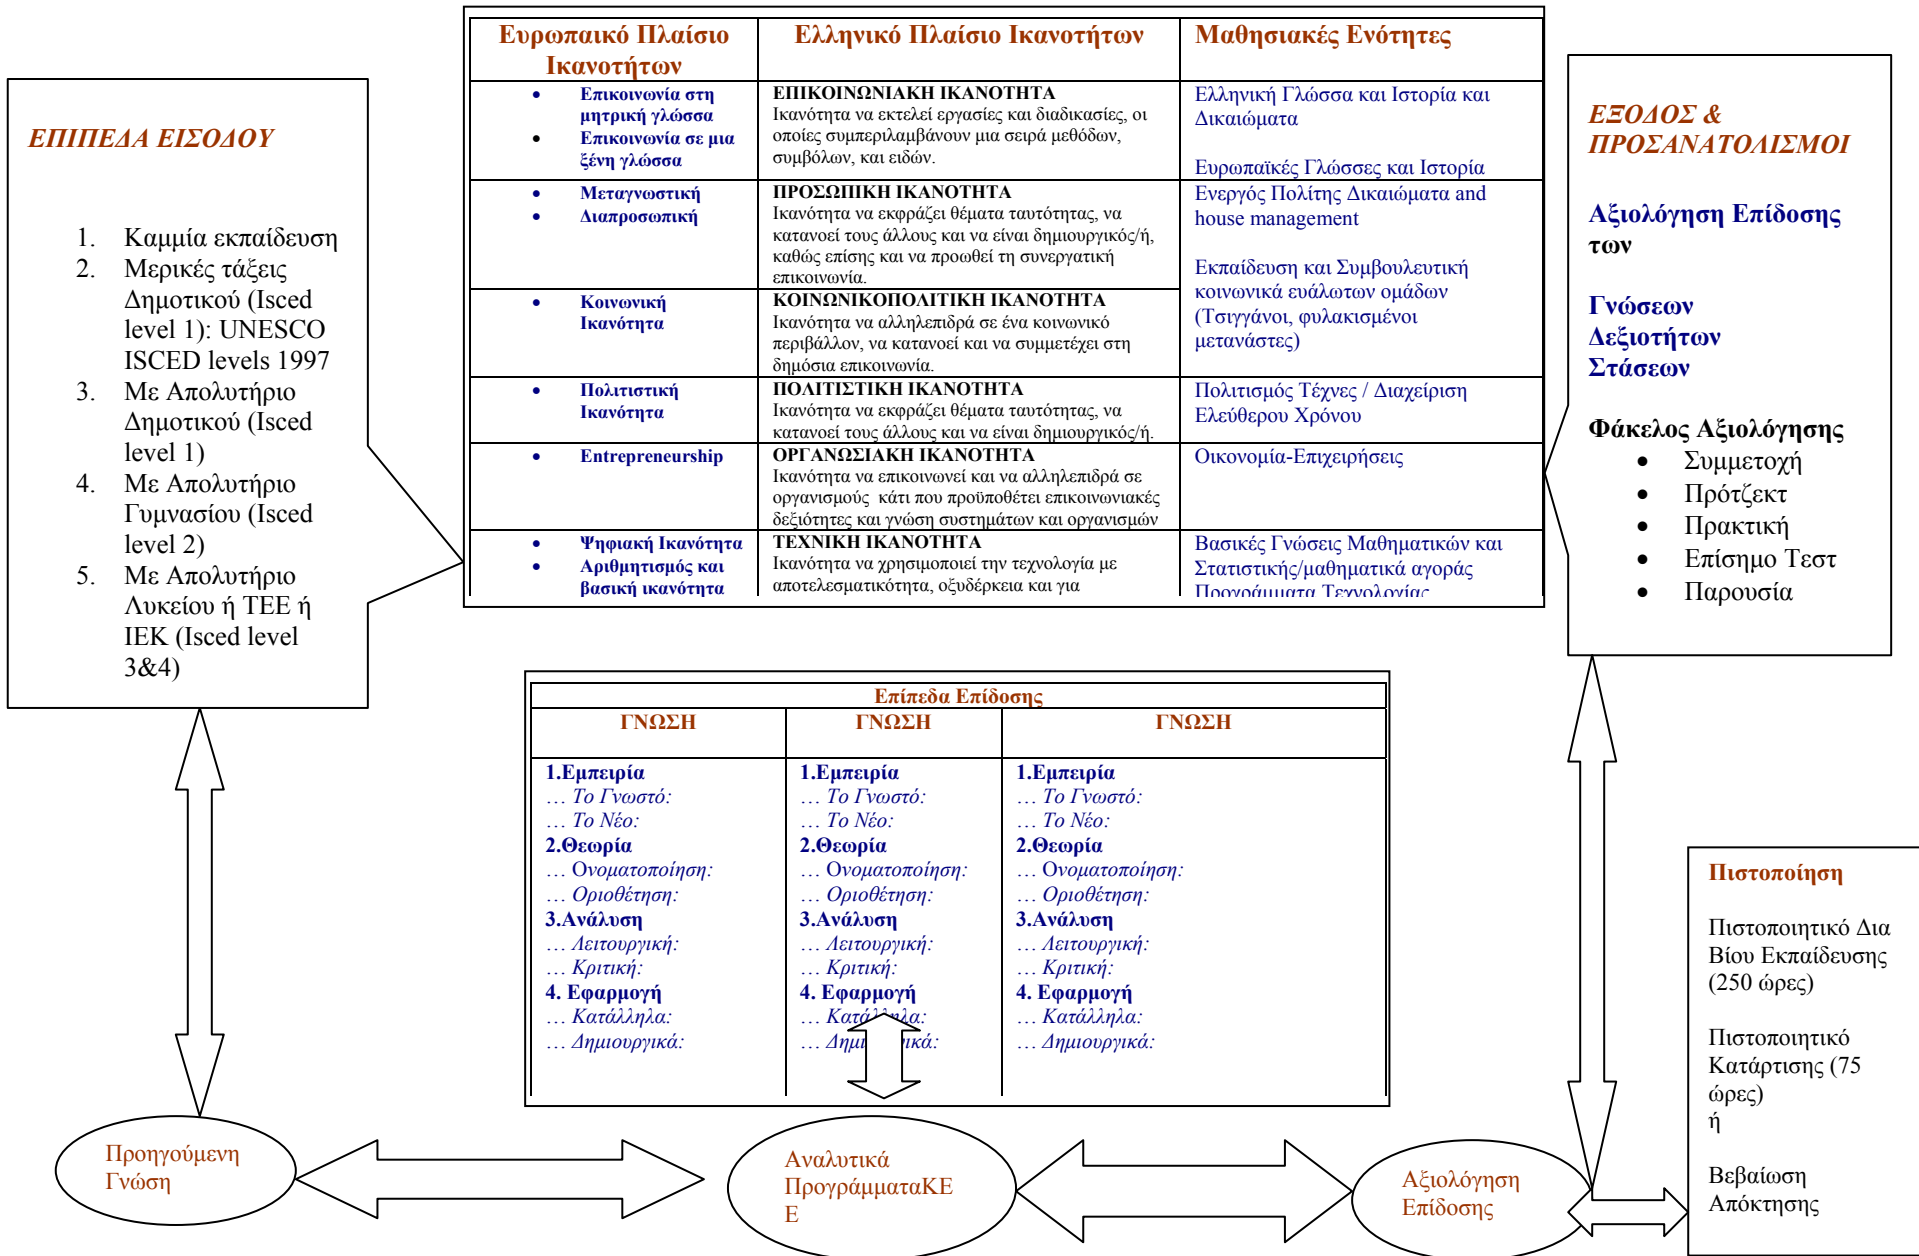 ΕΠΙΠΕΔΑ ΕΙΣΟΔΟΥ
1. Καμμία εκπαίδευση
2. Μερικές τάξεις
Δημοτικού (Isced
level 1): UNESCO
ISCED levels 1997
3. Με Απολυτήριο
Δημοτικού (Isced
level 1)
4. Με Απολυτήριο
Γυμνασίου (Isced
level 2)
5. Με Απολυτήριο
Λυκείου ή ΤΕΕ ή
ΙΕΚ (Isced level
3&4)
Ευρωπαικό Πλαίσιο
Ικανοτήτων
Ελληνικό Πλαίσιο Ικανοτήτων
Μαθησιακές Ενότητες
• Επικοινωνία στη
μητρική γλώσσα
• Επικοινωνία σε μια
ξένη γλώσσα
ΕΠΙΚΟΙΝΩΝΙΑΚΗ ΙΚΑΝΟΤΗΤΑ
Ικανότητα να εκτελεί εργασίες και διαδικασίες, οι
οποίες συμπεριλαμβάνουν μια σειρά μεθόδων,
συμβόλων, και ειδών.
Ελληνική Γλώσσα και Ιστορία και
Δικαιώματα
Ευρωπαϊκές Γλώσσες και Ιστορία
• Μεταγνωστική
• Διαπροσωπική
ΠΡΟΣΩΠΙΚΗ ΙΚΑΝΟΤΗΤΑ
Ικανότητα να εκφράζει θέματα ταυτότητας, να
κατανοεί τους άλλους και να είναι δημιουργικός/ή,
καθώς επίσης και να προωθεί τη συνεργατική
επικοινωνία.
Ενεργός Πολίτης Δικαιώματα and
house management
Εκπαίδευση και Συμβουλευτική
κοινωνικά ευάλωτων ομάδων
(Τσιγγάνοι, φυλακισμένοι
μετανάστες)
• Κοινωνική
Ικανότητα
ΚΟΙΝΩΝΙΚΟΠΟΛΙΤΙΚΗ ΙΚΑΝΟΤΗΤΑ
Ικανότητα να αλληλεπιδρά σε ένα κοινωνικό
περιβάλλον, να κατανοεί και να συμμετέχει στη
δημόσια επικοινωνία.
• Πολιτιστική
Ικανότητα
ΠΟΛΙΤΙΣΤΙΚΗ ΙΚΑΝΟΤΗΤΑ
Ικανότητα να εκφράζει θέματα ταυτότητας, να
κατανοεί τους άλλους και να είναι δημιουργικός/ή.
Πολιτισμός Τέχνες / Διαχείριση
Ελεύθερου Χρόνου
• Entrepreneurship
ΟΡΓΑΝΩΣΙΑΚΗ ΙΚΑΝΟΤΗΤΑ
Ικανότητα να επικοινωνεί και να αλληλεπιδρά σε
οργανισμούς κάτι που προϋποθέτει επικοινωνιακές
δεξιότητες και γνώση συστημάτων και οργανισμών
Οικονομία-Επιχειρήσεις
• Ψηφιακή Ικανότητα
• Αριθμητισμός και
βασική ικανότητα
ΤΕΧΝΙΚΗ ΙΚΑΝΟΤΗΤΑ
Ικανότητα να χρησιμοποιεί την τεχνολογία με
αποτελεσματικότητα, οξυδέρκεια και για
Βασικές Γνώσεις Μαθηματικών και
Στατιστικής/μαθηματικά αγοράς
Προγράμματα Τεχνολογίας
ΕΞΟΔΟΣ &
ΠΡΟΣΑΝΑΤΟΛΙΣΜΟΙ
Αξιολόγηση Επίδοσης
των
Γνώσεων
Δεξιοτήτων
Στάσεων
Φάκελος Αξιολόγησης
• Συμμετοχή
• Πρότζεκτ
• Πρακτική
• Επίσημο Τεστ
• Παρουσία
Επίπεδα Επίδοσης
ΓΝΩΣΗ
ΓΝΩΣΗ
ΓΝΩΣΗ
1.Εμπειρία
… Το Γνωστό:
… Το Νέο:
2.Θεωρία
… Ονοματοποίηση:
… Οριοθέτηση:
3.Ανάλυση
… Λειτουργική:
… Κριτική:
4. Εφαρμογή
… Κατάλληλα:
… Δημιουργικά:
1.Εμπειρία
… Το Γνωστό:
… Το Νέο:
2.Θεωρία
… Ονοματοποίηση:
… Οριοθέτηση:
3.Ανάλυση
… Λειτουργική:
… Κριτική:
4. Εφαρμογή
… Κατάλληλα:
… Δημιουργικά:
1.Εμπειρία
… Το Γνωστό:
… Το Νέο:
2.Θεωρία
… Ονοματοποίηση:
… Οριοθέτηση:
3.Ανάλυση
… Λειτουργική:
… Κριτική:
4. Εφαρμογή
… Κατάλληλα:
… Δημιουργικά:
Πιστοποίηση
Πιστοποιητικό Δια
Βίου Εκπαίδευσης
(250 ώρες)
Πιστοποιητικό
Κατάρτισης (75
ώρες)
ή
Βεβαίωση
Απόκτησης
Προηγούμενη
Γνώση
Αναλυτικά
ΠρογράμματαΚΕ
Ε
Αξιολόγηση
Επίδοσης